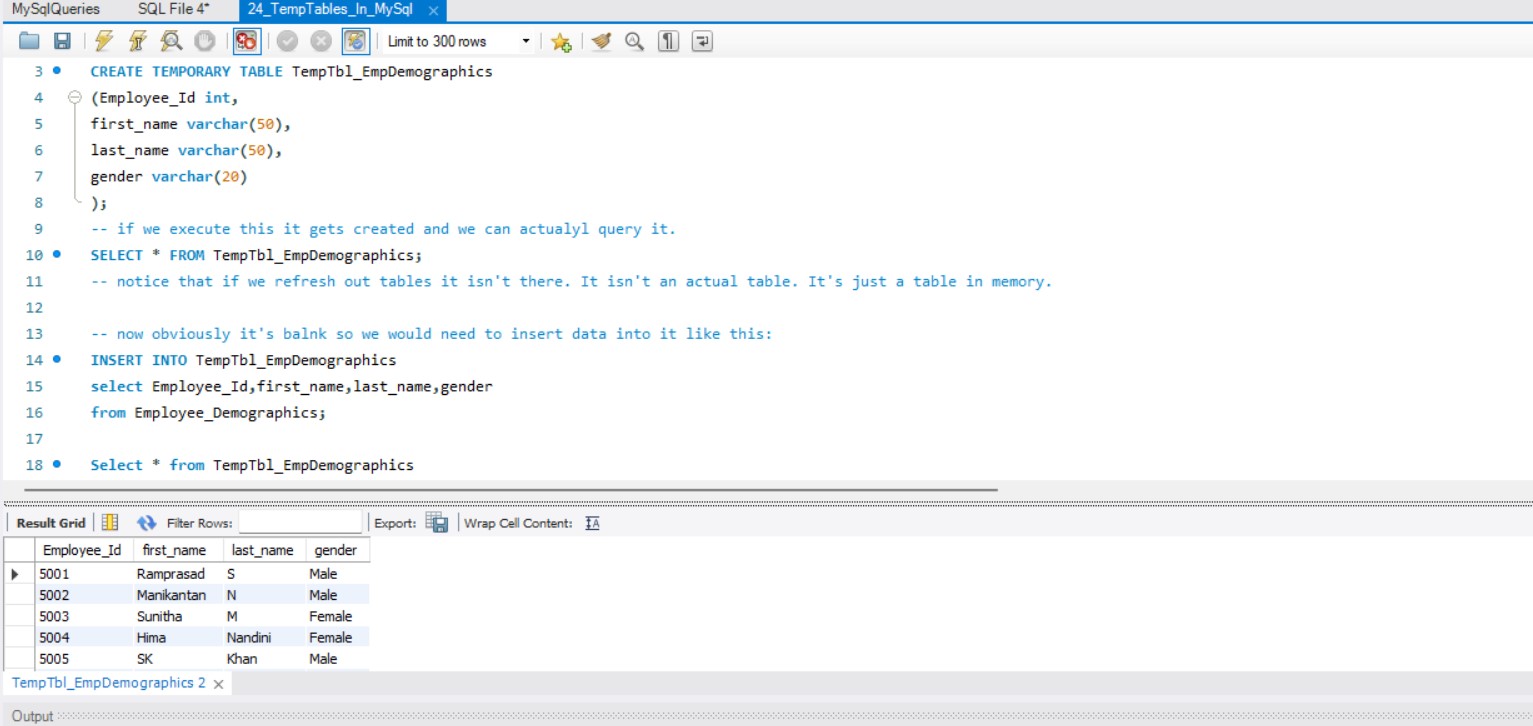 MySqlQueries SQL File 4* 24_TempTables_In_MySql
Limit to 300 rows
3 CREATE TEMPORARY TABLE TempTbl_EmpDemographics
4 (Employee_Id int,
5 first_name varchar(50),
6 last_name varchar(50),
7 gender varchar(20)
8 );
9 -- if we execute this it gets created and we can actualyl query it.
10 SELECT * FROM TempTbl_EmpDemographics;
11 -- notice that if we refresh out tables it isn't there. It isn't an actual table. It's just a table in memory.
12
13 -- now obviously it's balnk so we would need to insert data into it like this:
14 INSERT INTO TempTbl_EmpDemographics
15 select Employee_Id,first_name,last_name,gender
16 from Employee_Demographics;
17
18 Select * from TempTbl_EmpDemographics
Result Grid Filter Rows: Export: Wrap Cell Content: IA
Employee_Id first_name last_name gender
5001 Ramprasad S Male
5002 Manikantan N Male
5003 Sunitha M Female
5004 Hima Nandini Female
5005 SK Khan Male
TempTbl_EmpDemographics 2
Output